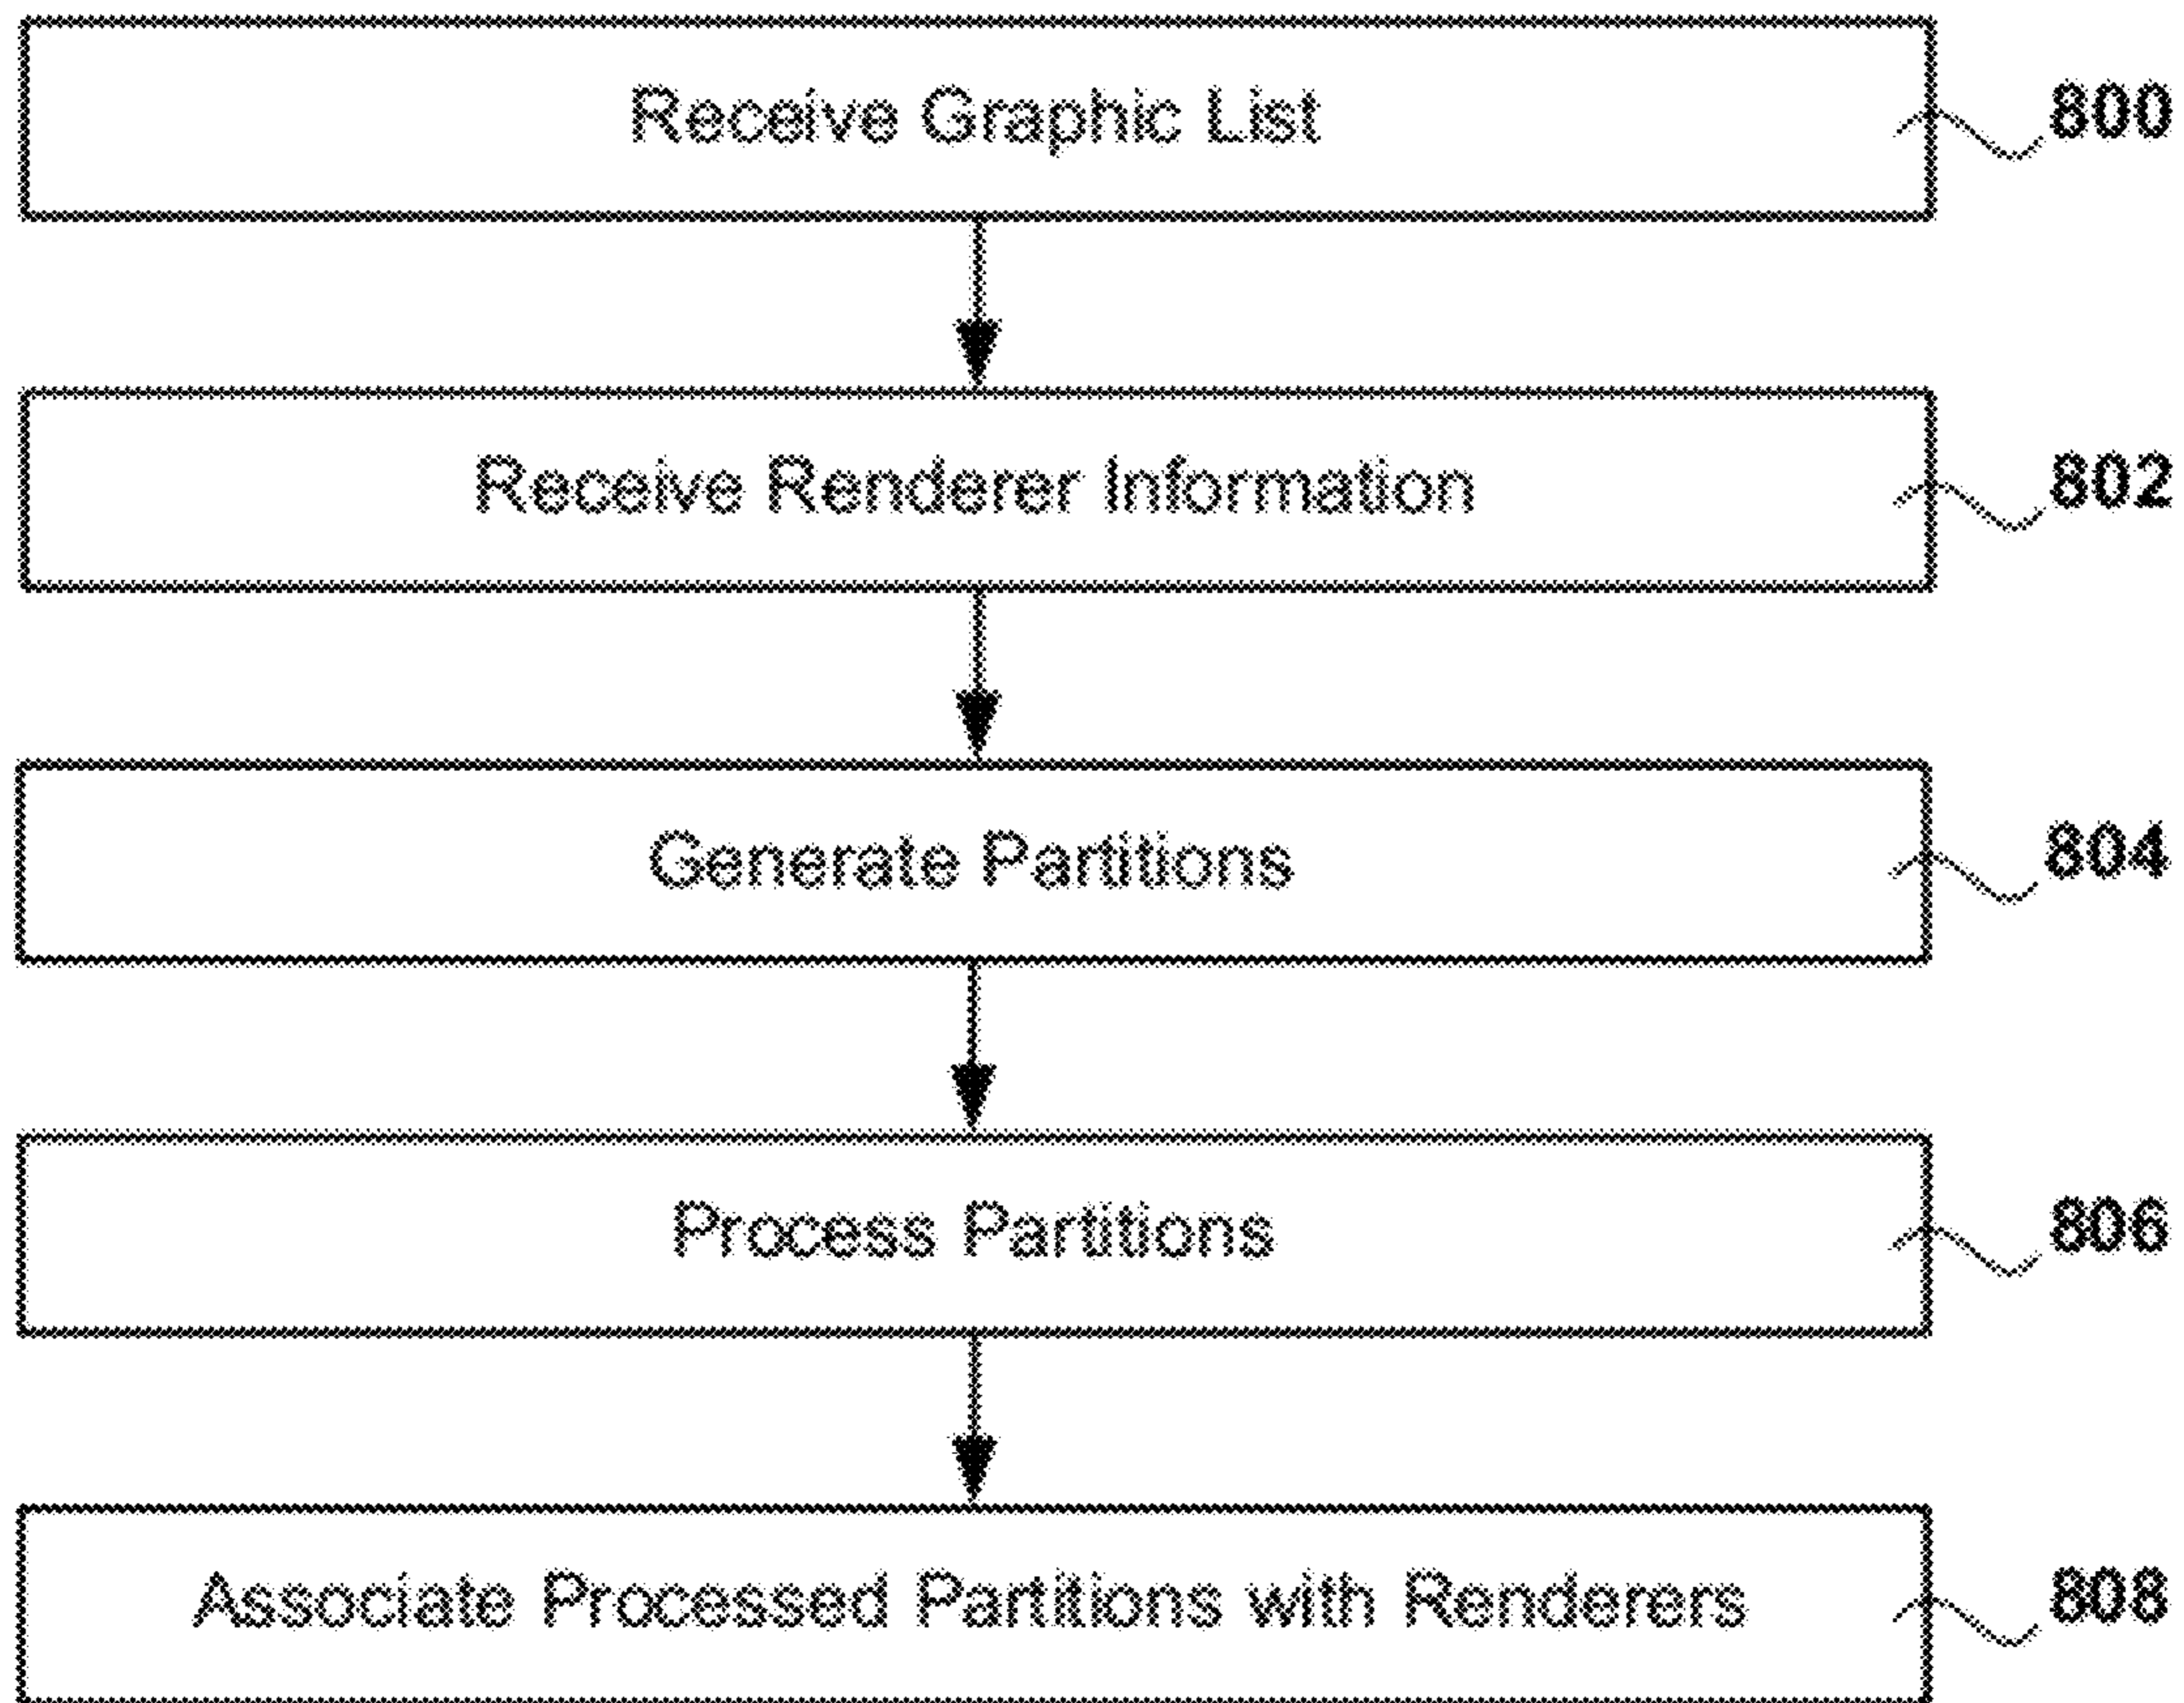 Receive Graphic List
800
Receive Renderer Information
802
Generate Partitions
804
Process Partitions
806
Associate Processed Partitions with Renderers
808